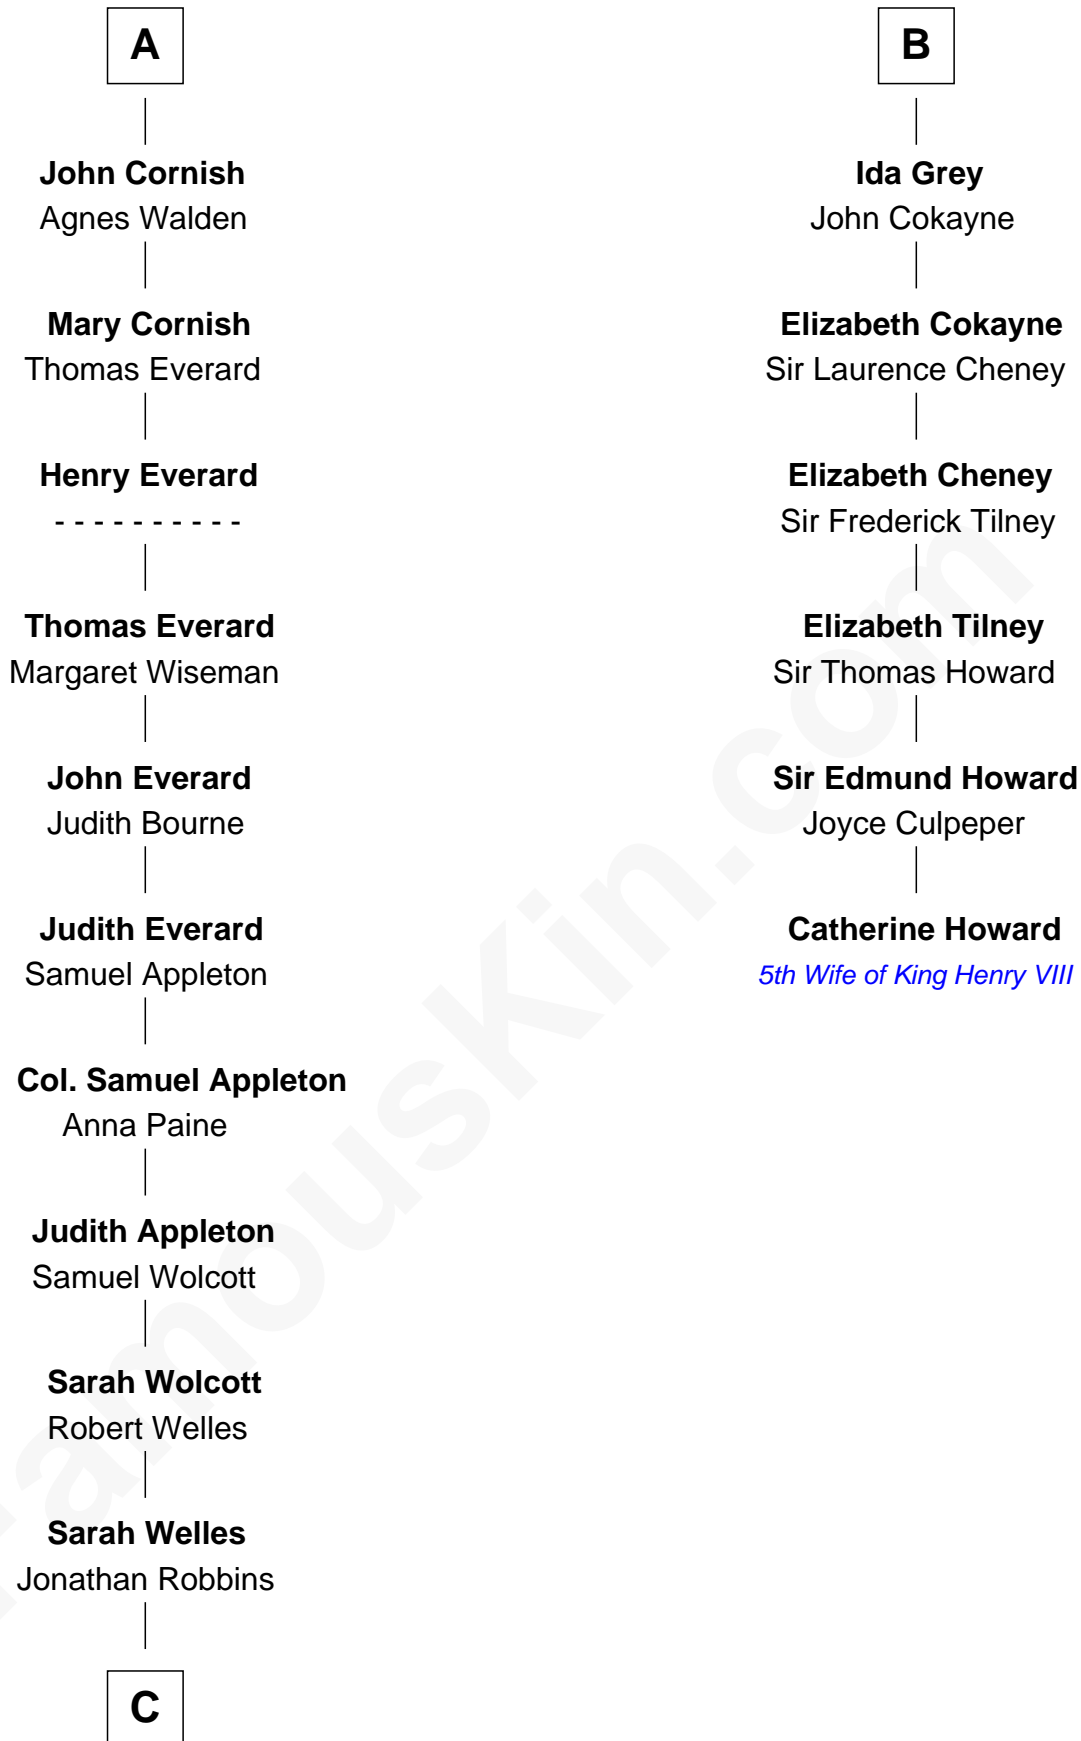 A
John Cornish
Agnes Walden
Mary Cornish
Thomas Everard
Henry Everard
- - - - - - - - - -
Thomas Everard
Margaret Wiseman
John Everard
Judith Bourne
Judith Everard
Samuel Appleton
Col. Samuel Appleton
Anna Paine
Judith Appleton
Samuel Wolcott
Sarah Wolcott
Robert Welles
Sarah Welles
Jonathan Robbins
C
B
Ida Grey
John Cokayne
Elizabeth Cokayne
Sir Laurence Cheney
Elizabeth Cheney
Sir Frederick Tilney
Elizabeth Tilney
Sir Thomas Howard
Sir Edmund Howard
Joyce Culpeper
Catherine Howard
5th Wife of King Henry VIII
FamousKin.com